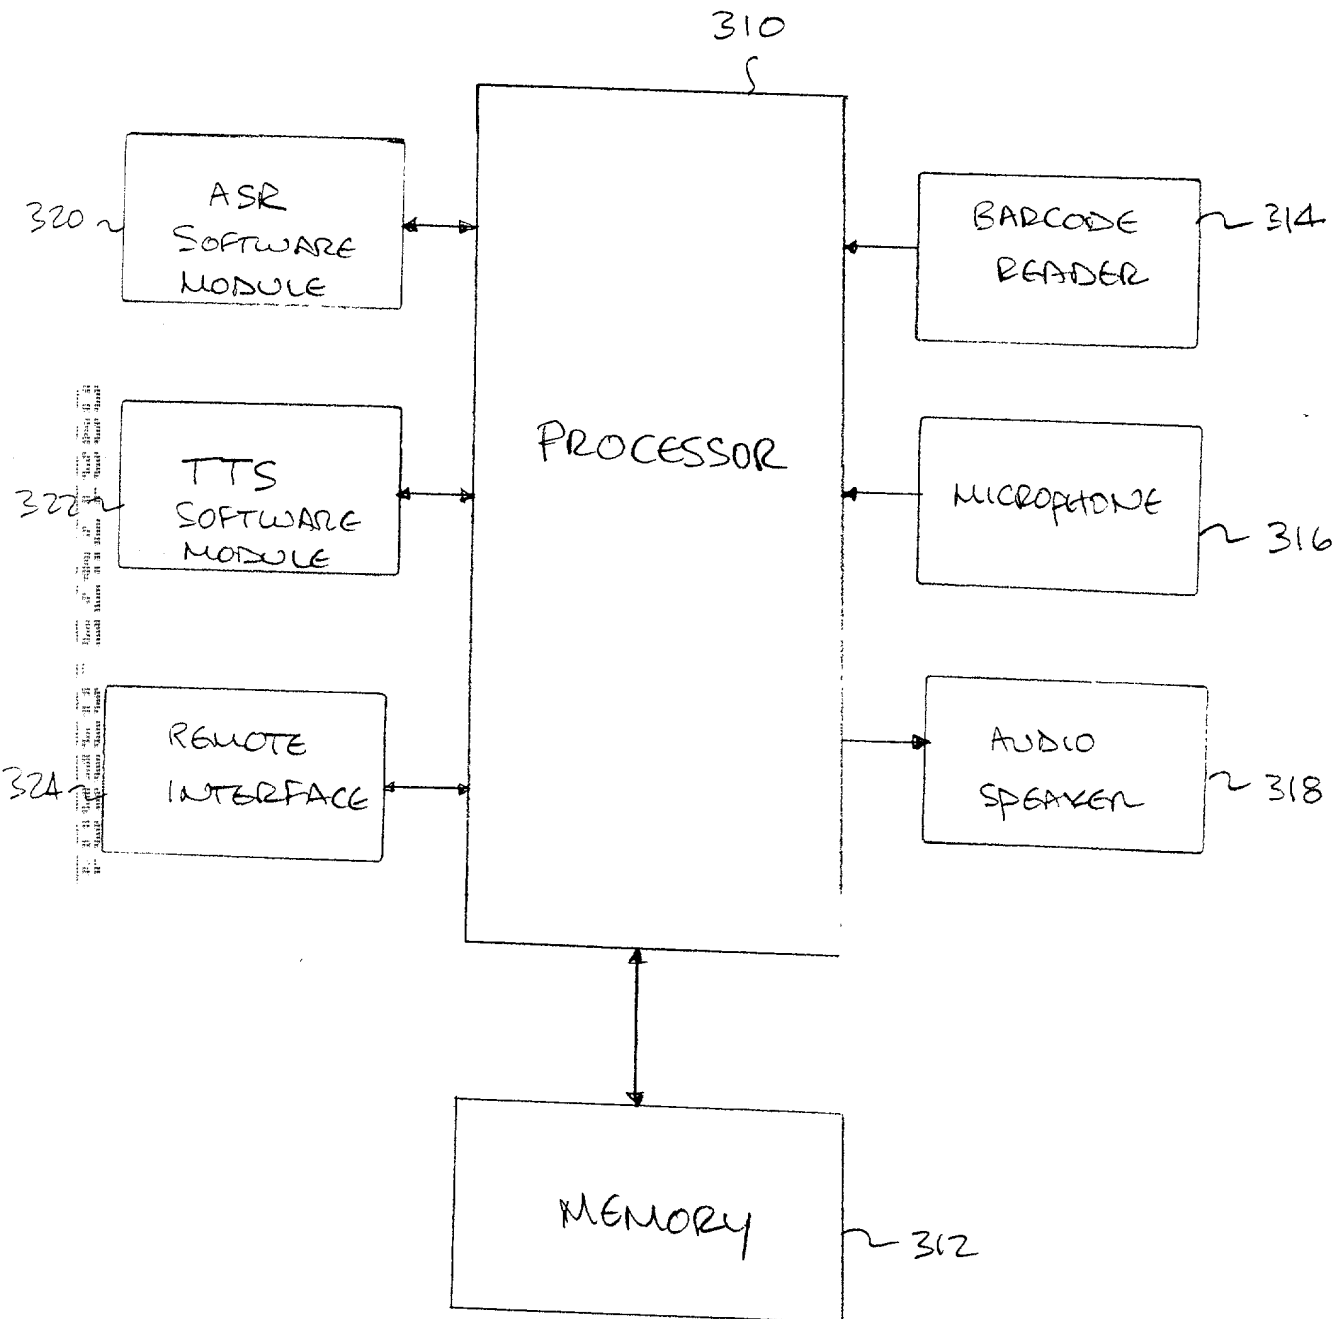 310
320
ASR
SOFTWARE
MODULE
BARCODE
READER
314
322
TTS
SOFTWARE
MODULE
PROCESSOR
MICROPHONE
316
324
REMOTE
INTERFACE
AUDIO
SPEAKER
318
MEMORY
312